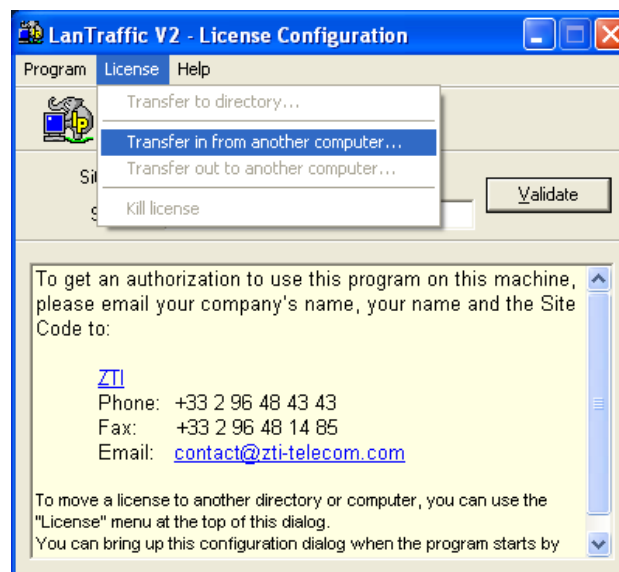 LanTraffic V2 - License Configuration
Program License Help
Transfer to directory...
Transfer in from another computer...
Transfer out to another computer...
Kill license
Validate
To get an authorization to use this program on this machine,
please email your company's name, your name and the Site
Code to:
ZTI
Phone: +33 2 96 48 43 43
Fax: +33 2 96 48 14 85
Email: contact@zti-telecom.com
To move a license to another directory or computer, you can use the
"License" menu at the top of this dialog.
You can bring up this configuration dialog when the program starts by